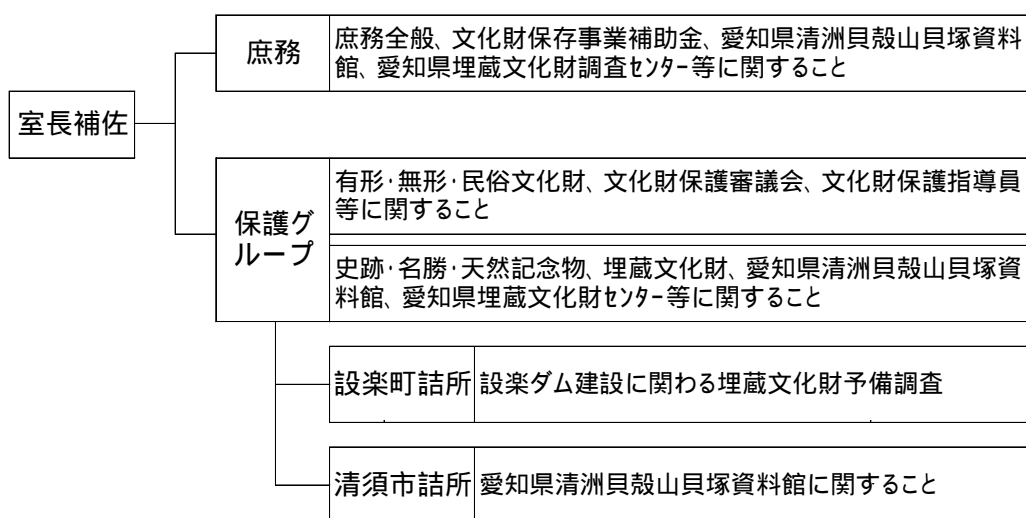 庶務
庶務全般、文化財保存事業補助金、愛知県清洲貝殻山貝塚資料
館、愛知県埋蔵文化財調査ｾﾝﾀｰ等に関すること
室長補佐
保護グ
ループ
有形･無形･民俗文化財、文化財保護審議会、文化財保護指導員
等に関すること
史跡･名勝･天然記念物、埋蔵文化財、愛知県清洲貝殻山貝塚資
料館、愛知県埋蔵文化財ｾﾝﾀｰ等に関すること
設楽町詰所
設楽ダム建設に関わる埋蔵文化財予備調査
清須市詰所
愛知県清洲貝殻山貝塚資料館に関すること